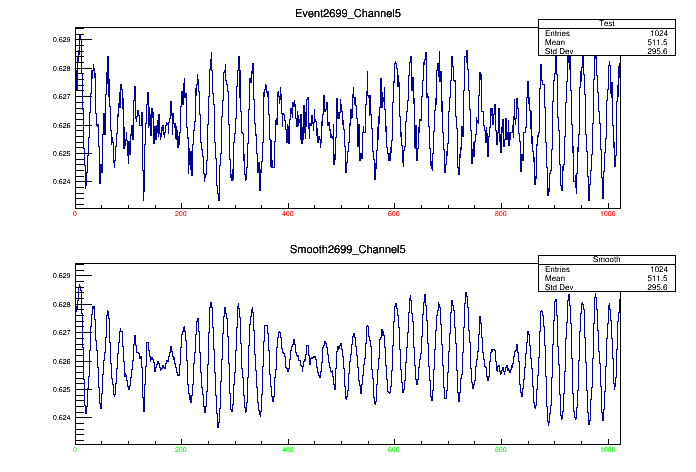 Event2699_Channel5
Test
Entries 1024
Mean 511.5
Std Dev 295.6
0.629
0.628
0.627
0.626
0.625
0.624
0 200 400 600 800 1000
Smooth2699_Channel5
Smooth
Entries 1024
Mean 511.5
Std Dev 295.6
0.629
0.628
0.627
0.626
0.625
0.624
0 200 400 600 800 1000